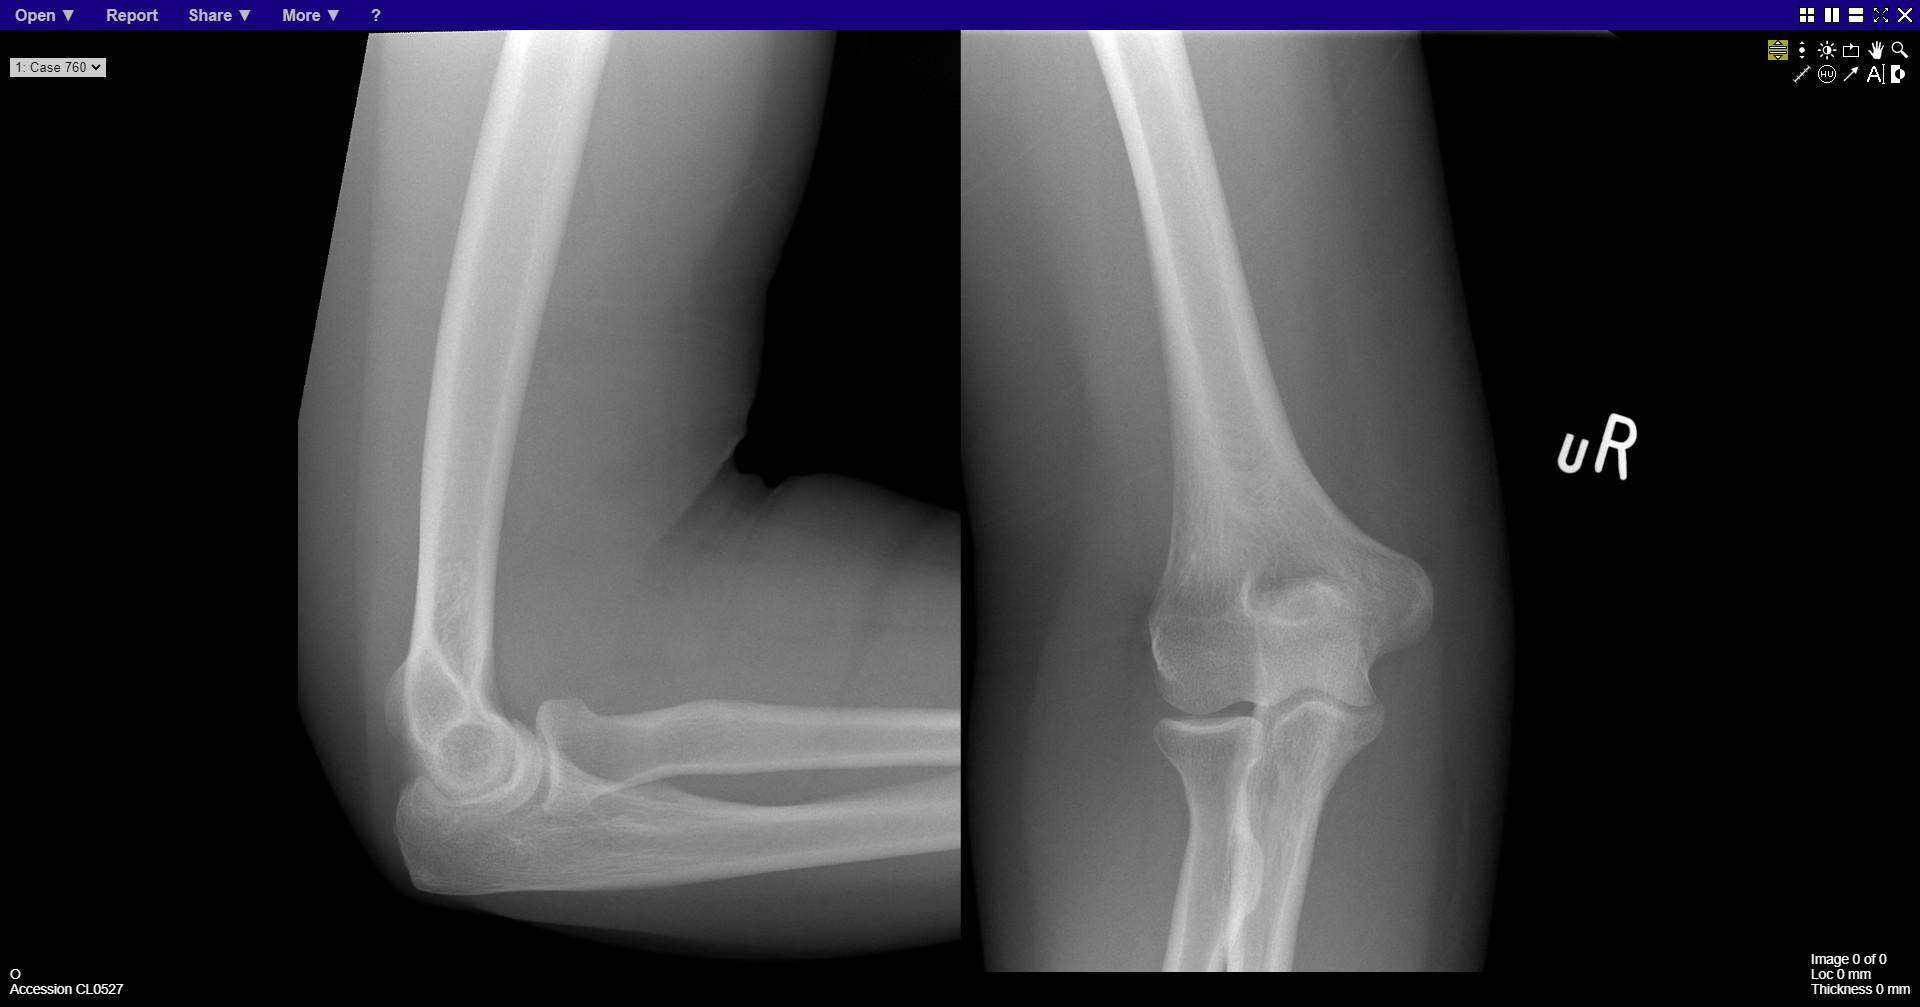 Open ▼ Report Share ▼ More ▼ ?
1: Case 760
HU A
uR
O
Accession CL0527
Image 0 of 0
Loc 0 mm
Thickness 0 mm